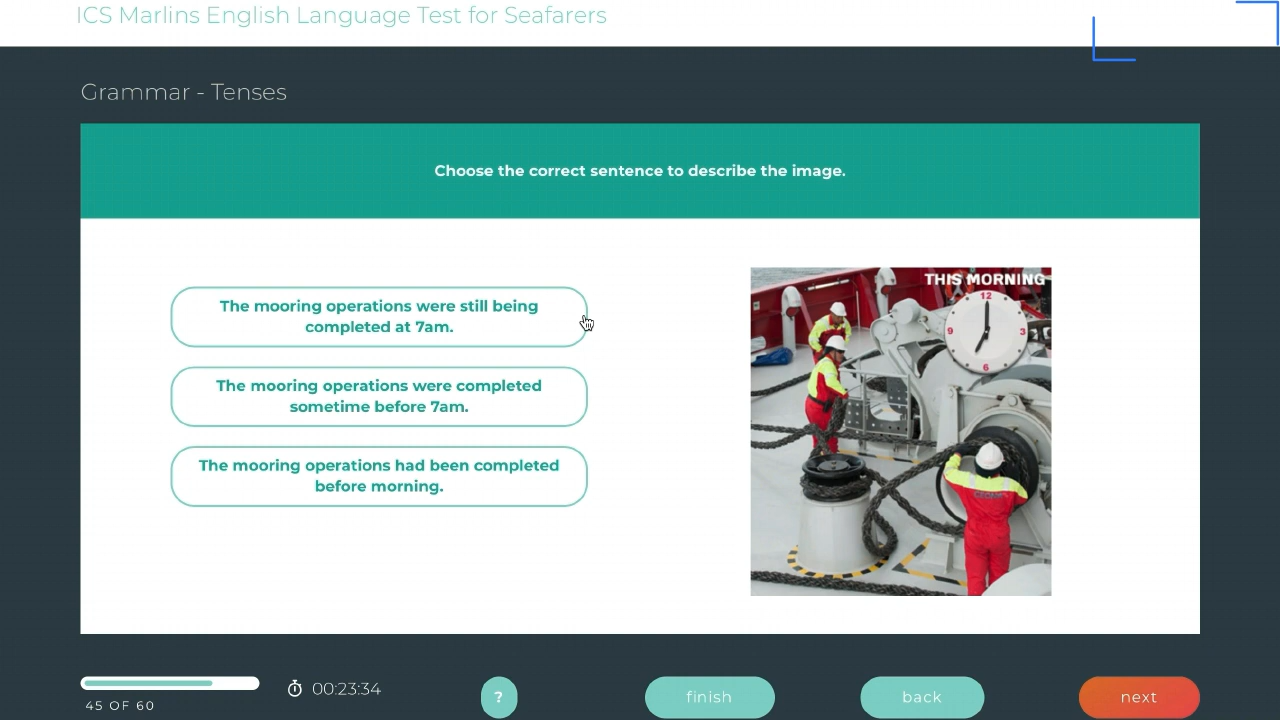 ICS Marlins English Language Test for Seafarers
Grammar - Tenses
Choose the correct sentence to describe the image.
The mooring operations were still being
completed at 7am.
The mooring operations were completed
sometime before 7am.
The mooring operations had been completed
before morning.
THIS MORNING
12
9
3
6
45 OF 60
00:23:34
?
finish
back
next